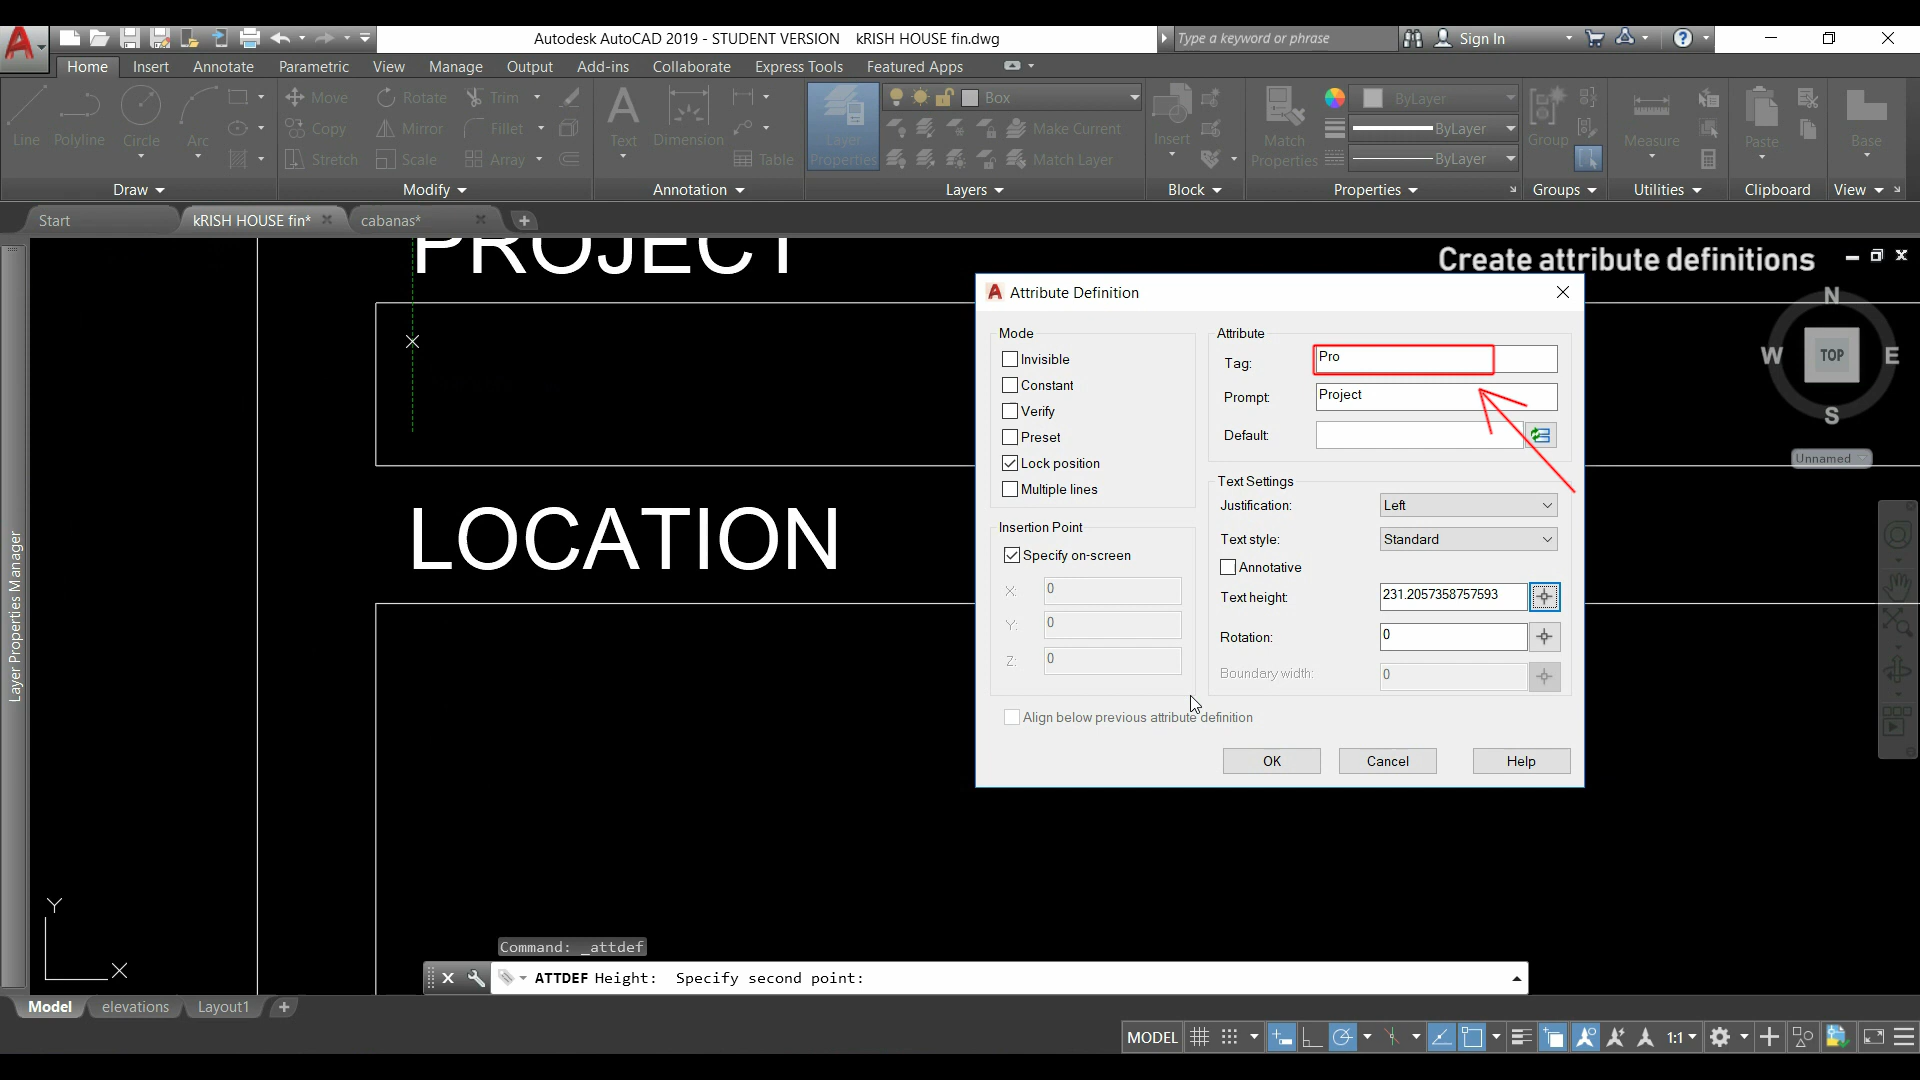 Autodesk AutoCAD 2019 - STUDENT VERSION kRISH HOUSE fin.dwg
Type a keyword or phrase
Sign In
Home Insert Annotate Parametric View Manage Output Add-ins Collaborate Express Tools Featured Apps
Line Polyline Circle Arc
Move Rotate Trim
Copy Mirror Fillet
Stretch Scale Array
Text Dimension
Table
Layer
Properties
Box
Make Current
Match Layer
Insert
Match
Properties
ByLayer
ByLayer
ByLayer
Group
Measure
Paste
Base
Draw Modify Annotation Layers Block Properties Groups Utilities Clipboard View
Start kRISH HOUSE fin* cabanas*
PROJECT
Create attribute definitions
LOCATION
Layer Properties Manager
Attribute Definition
Mode
Invisible
Constant
Verify
Preset
Lock position
Multiple lines
Insertion Point
Specify on-screen
X: 0
Y: 0
Z: 0
Align below previous attribute definition
Attribute
Tag: Pro
Prompt: Project
Default:
Text Settings
Justification: Left
Text style: Standard
Annotative
Text height: 231.2057358757593
Rotation: 0
Boundary width: 0
OK Cancel Help
N
W TOP E
S
Unnamed
Y
X
Command: _attdef
ATTDEF Height: Specify second point:
Model elevations Layout1
MODEL 1:1